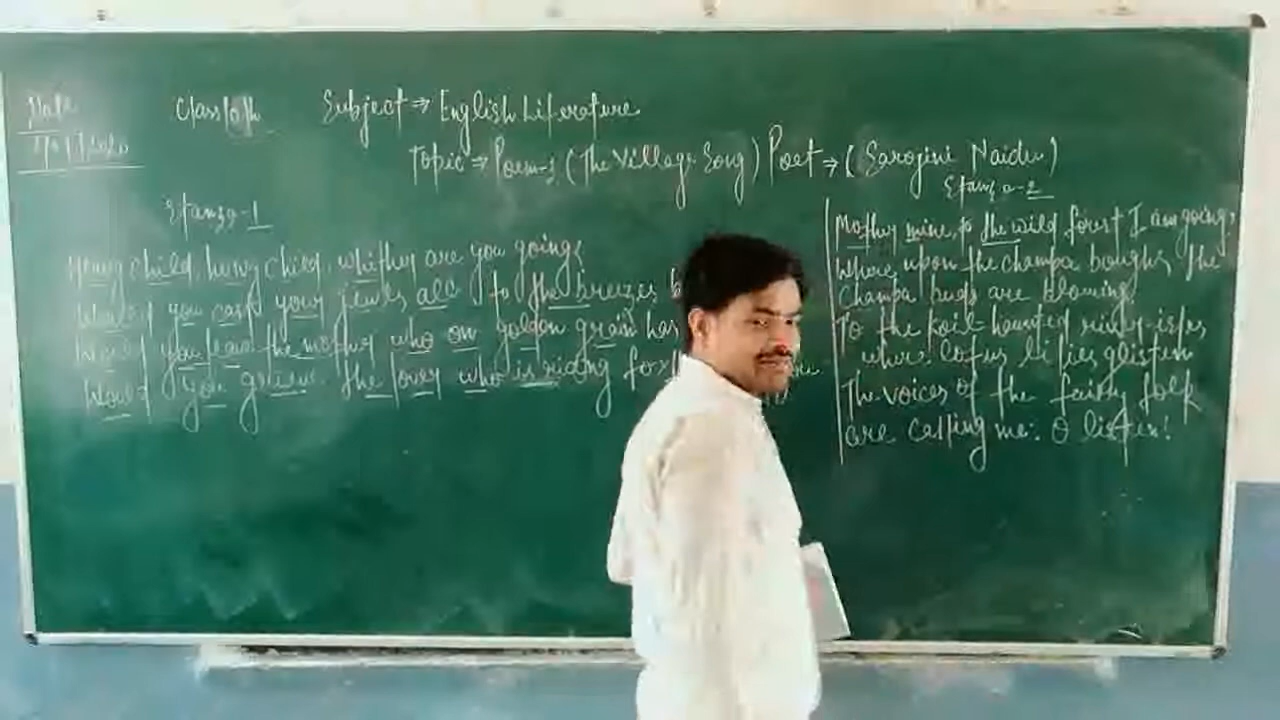 Date
Class
Subject → English Literature
Topic → Poem-1 (The Village Song) Poet → (Sarojini Naidu)
Stanza-1
Honey child, honey child, whither are you going?
Would you cast your jewels all to the breezes
Would you leave the mother who on golden grain has
Would you grieve the lover who is riding
Stanza-2
Mother mine, to the wild forest I am going,
Where upon the champa boughs the
champa buds are blowing;
To the koil-haunted river-isles
where lotus lilies glisten
The voices of the fairy folk
are calling me: O listen!